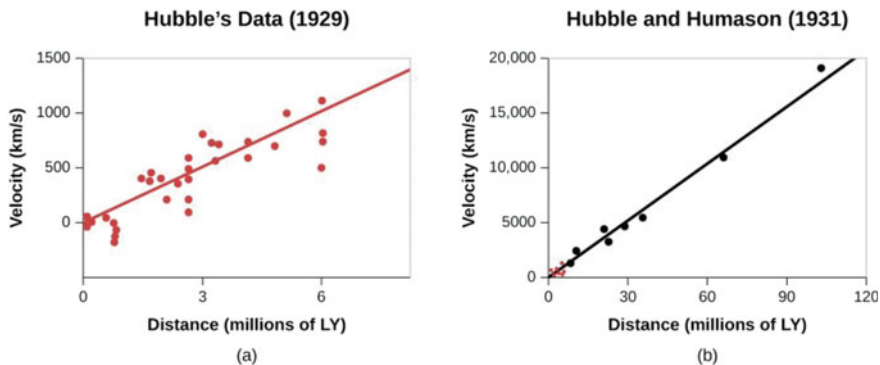 Hubble's Data (1929)
1500
1000
500
0
Velocity (km/s)
0
3
6
Distance (millions of LY)
(a)
Hubble and Humason (1931)
20,000
15,000
10,000
5000
0
Velocity (km/s)
0
30
60
90
120
Distance (millions of LY)
(b)